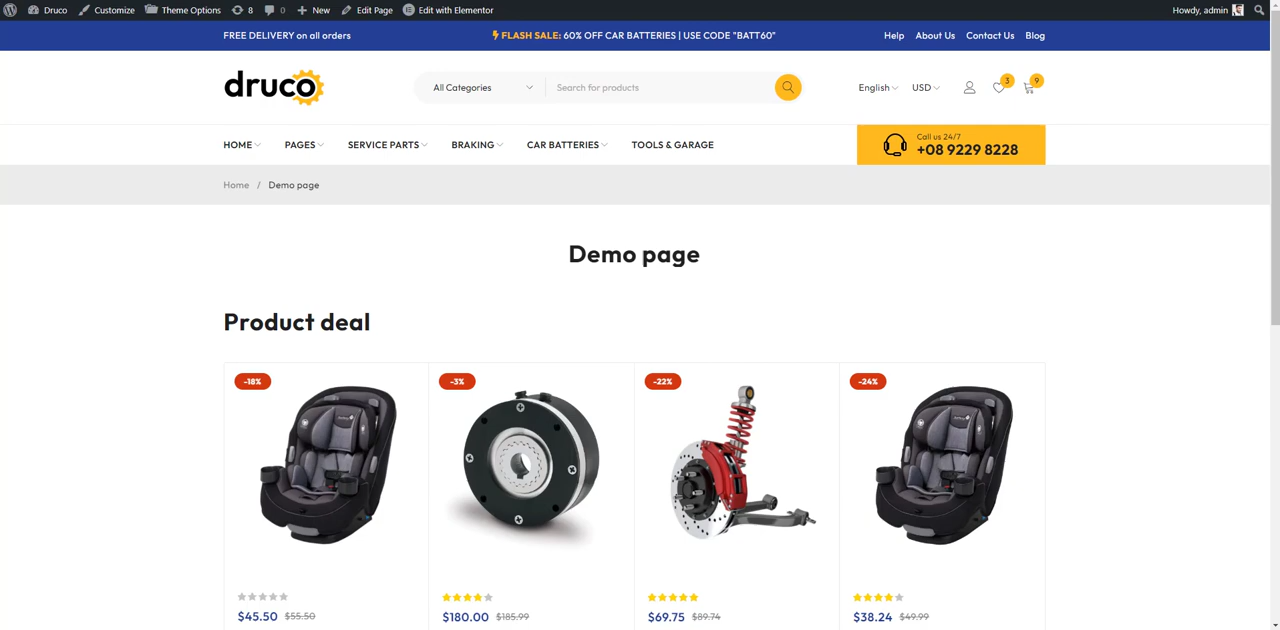 Druco Customize Theme Options 8 0 New Edit Page Edit with Elementor Howdy, admin
FREE DELIVERY on all orders FLASH SALE: 60% OFF CAR BATTERIES | USE CODE "BATT60" Help About Us Contact Us Blog
druco All Categories Search for products English USD 3 9
HOME PAGES SERVICE PARTS BRAKING CAR BATTERIES TOOLS & GARAGE
Call us 24/7
+08 9229 8228
Home / Demo page
Demo page
Product deal
-18% -3% -22% -24%
$45.50 $55.50 $180.00 $185.99 $69.75 $89.74 $38.24 $49.99